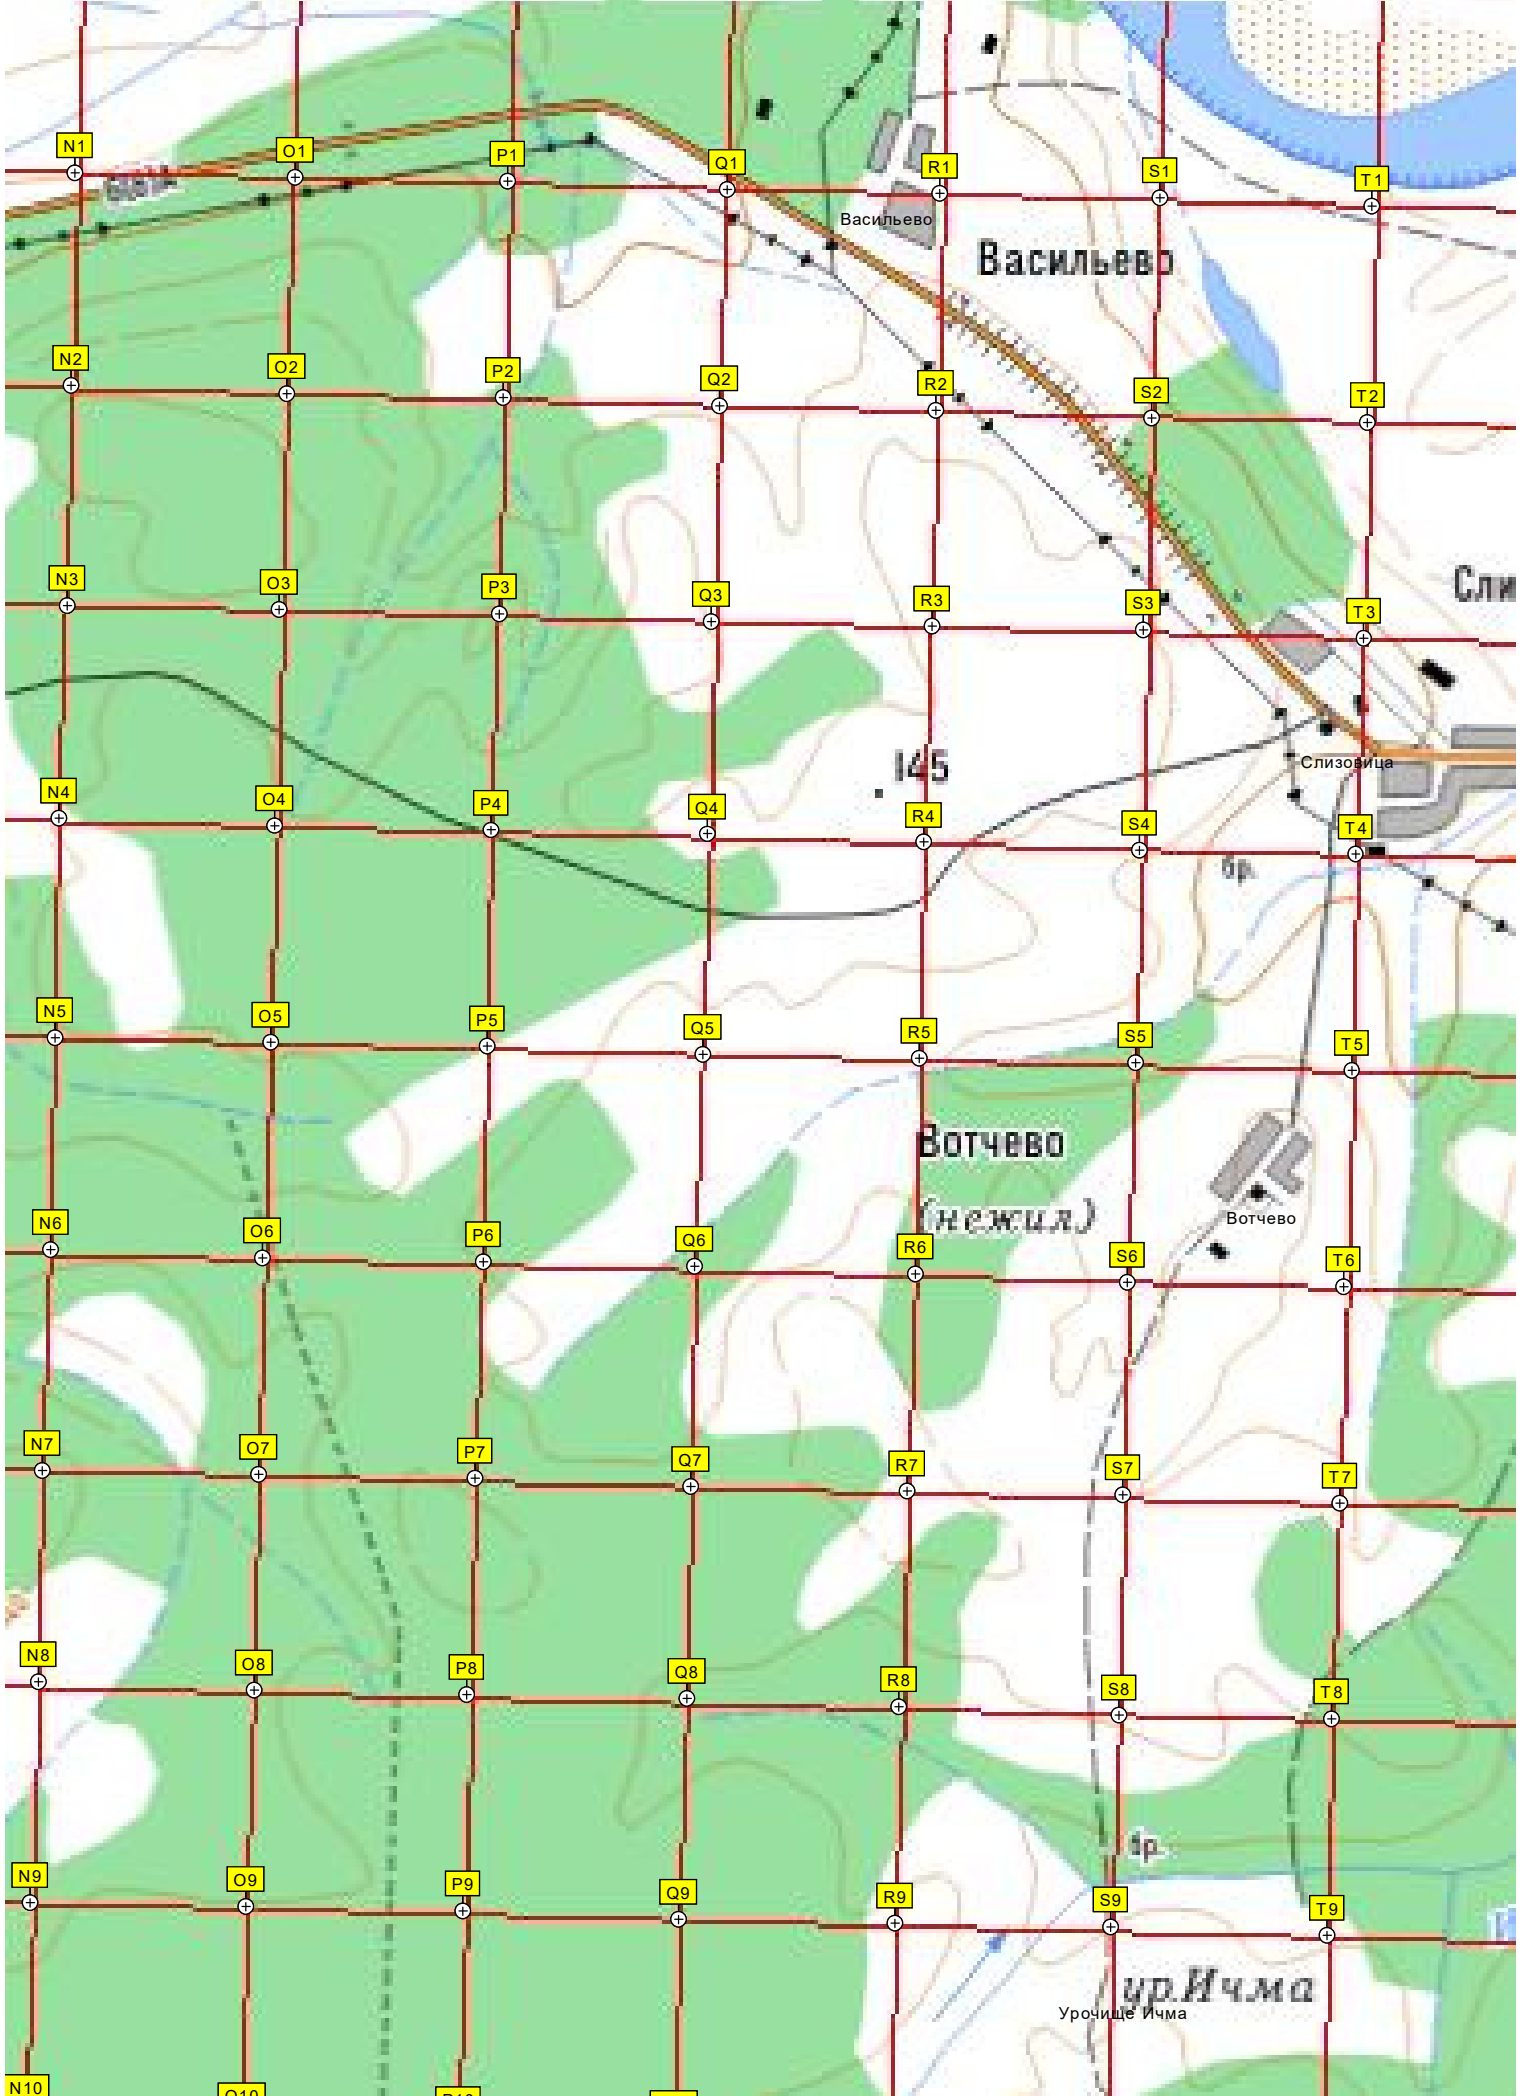 N1 O1 P1 Q1 R1 S1 T1
Васильево
Васильево
N2 O2 P2 Q2 R2 S2 T2
N3 O3 P3 Q3 R3 S3 T3
Сли
145
Слизовица
N4 O4 P4 Q4 R4 S4 T4
бр.
N5 O5 P5 Q5 R5 S5 T5
Вотчево
(нежил.)
Вотчево
N6 O6 P6 Q6 R6 S6 T6
N7 O7 P7 Q7 R7 S7 T7
N8 O8 P8 Q8 R8 S8 T8
бр.
N9 O9 P9 Q9 R9 S9 T9
ур.Ичма
Урочище Ичма
N10 O10 P10